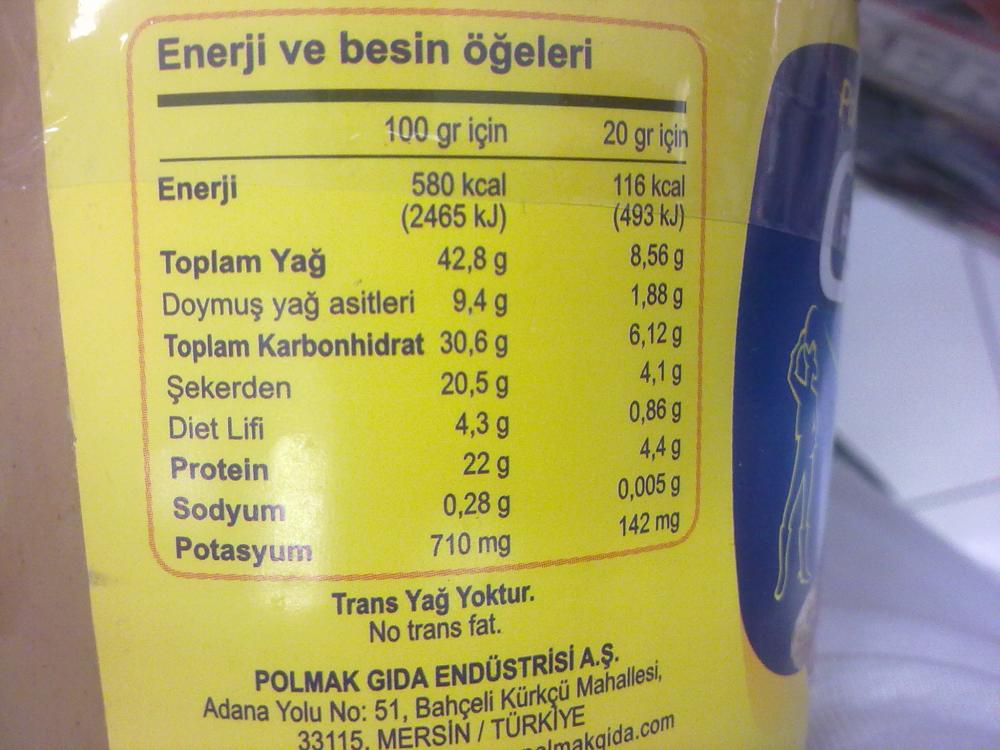 Enerji ve besin öğeleri
100 gr için 20 gr için
Enerji 580 kcal 116 kcal
(2465 kJ) (493 kJ)
Toplam Yağ 42,8 g 8,56 g
Doymuş yağ asitleri 9,4 g 1,88 g
Toplam Karbonhidrat 30,6 g 6,12 g
Şekerden 20,5 g 4,1 g
Diet Lifi 4,3 g 0,86 g
Protein 22 g 4,4 g
Sodyum 0,28 g 0,005 g
Potasyum 710 mg 142 mg
Trans Yağ Yoktur.
No trans fat.
POLMAK GIDA ENDÜSTRİSİ A.Ş.
Adana Yolu No: 51, Bahçeli Kürkçü Mahallesi,
33115, MERSİN / TÜRKİYE